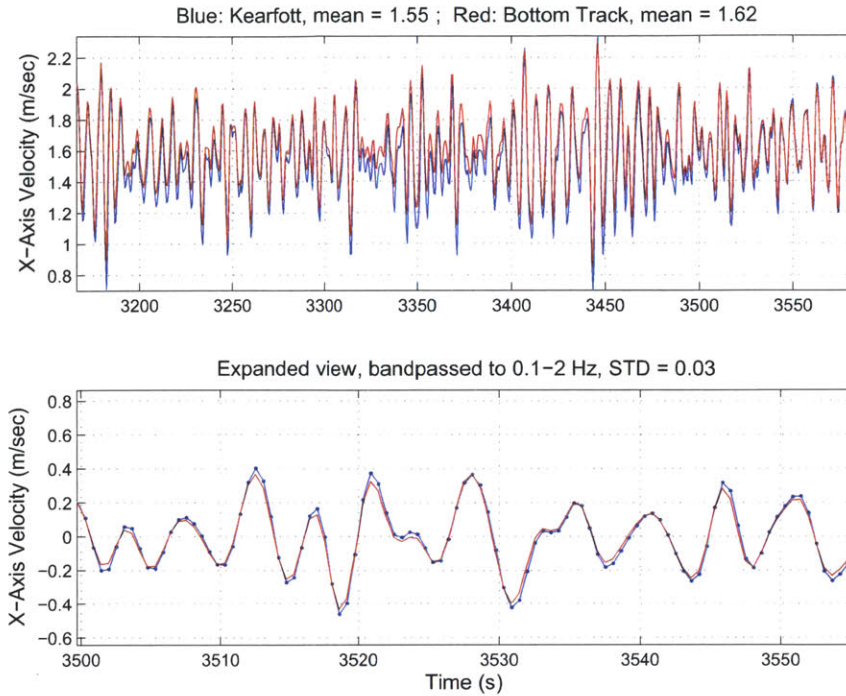 Blue: Kearfott, mean = 1.55 ; Red: Bottom Track, mean = 1.62
X−Axis Velocity (m/sec)
2.2
2
1.8
1.6
1.4
1.2
1
0.8
3200 3250 3300 3350 3400 3450 3500 3550
Expanded view, bandpassed to 0.1−2 Hz, STD = 0.03
X−Axis Velocity (m/sec)
0.8
0.6
0.4
0.2
0
−0.2
−0.4
−0.6
3500 3510 3520 3530 3540 3550
Time (s)